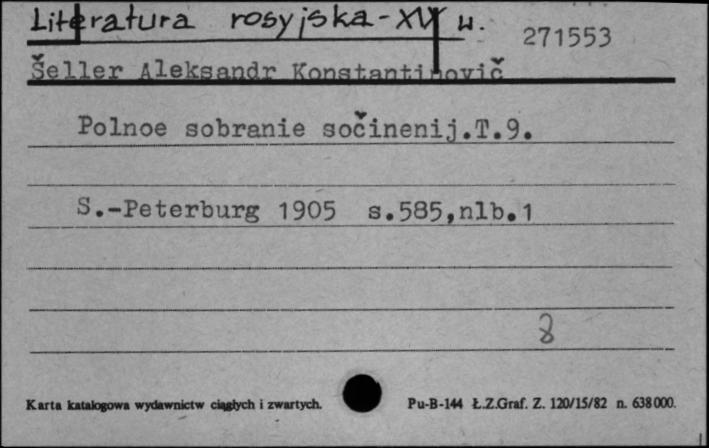 Literatura rosyjska - XX w.
271553
Šeller Aleksandr Konstantinovič
Polnoe sobranie sočinenij.T.9.
S.-Peterburg 1905 s.585,nlb.1
8
Karta katalogowa wydawnictw ciągłych i zwartych.
Pu-B-144 Ł.Z.Graf. Z. 120/15/82 n. 638000.